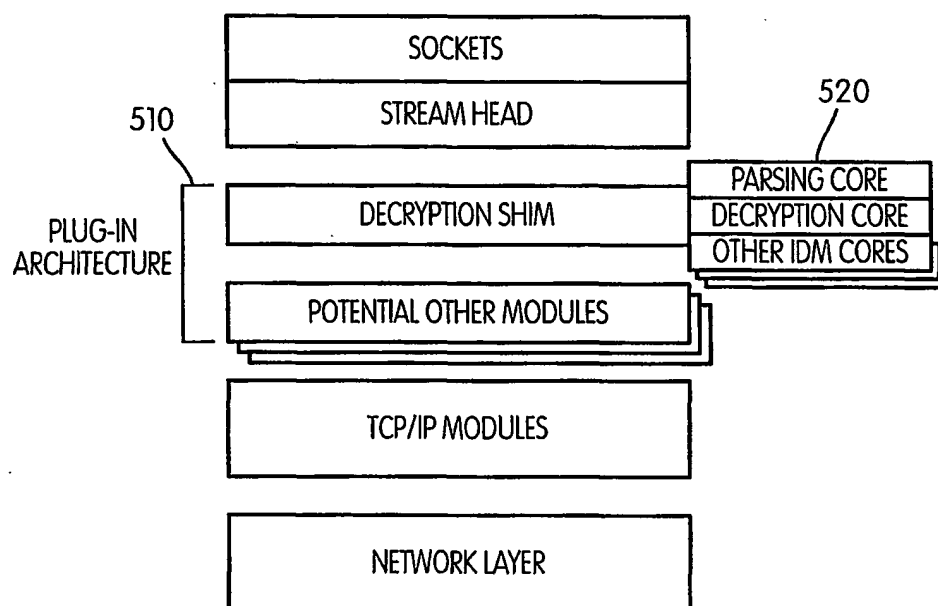 SOCKETS
STREAM HEAD
510
520
PLUG-IN
ARCHITECTURE
DECRYPTION SHIM
PARSING CORE
DECRYPTION CORE
OTHER IDM CORES
POTENTIAL OTHER MODULES
TCP/IP MODULES
NETWORK LAYER